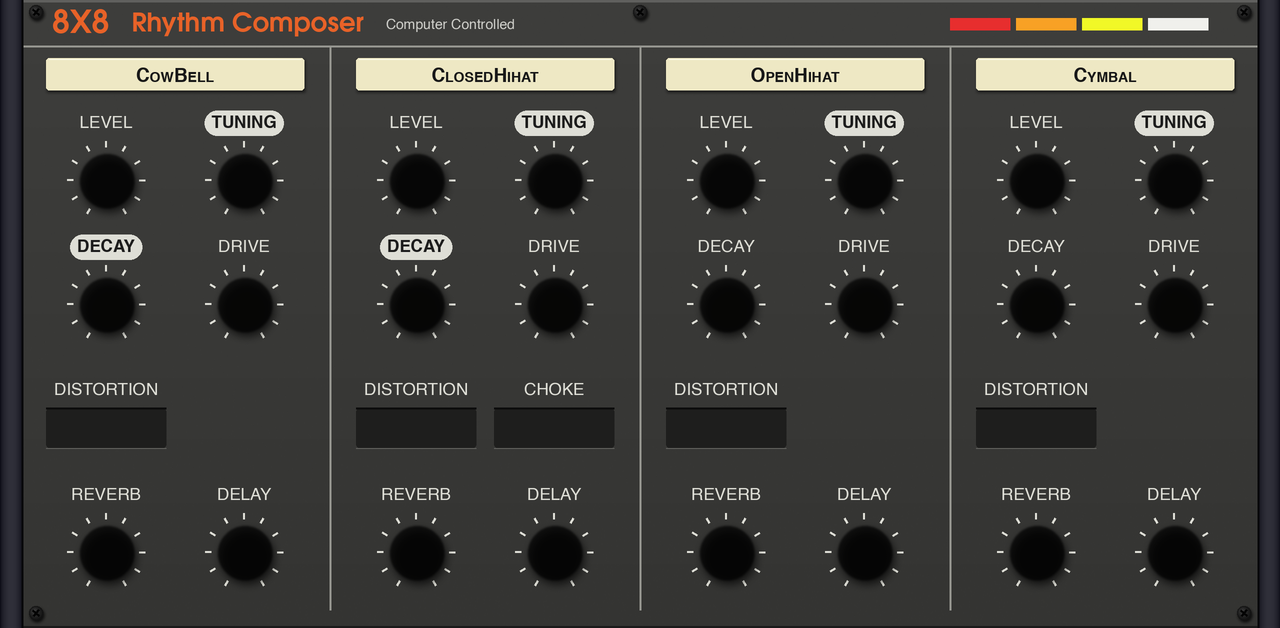 8X8 Rhythm Composer Computer Controlled
CowBell ClosedHihat OpenHihat Cymbal
LEVEL TUNING LEVEL TUNING LEVEL TUNING LEVEL TUNING
DECAY DRIVE DECAY DRIVE DECAY DRIVE DECAY DRIVE
DISTORTION DISTORTION CHOKE DISTORTION DISTORTION
REVERB DELAY REVERB DELAY REVERB DELAY REVERB DELAY